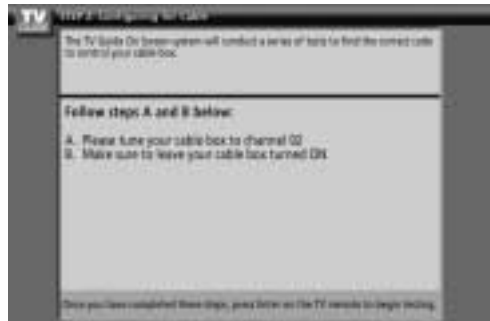 TV
STEP 2: Configuring for Cable
The TV Guide On Screen system will conduct a series of tests to find the correct code
to control your cable box.
Follow steps A and B below:
A. Please tune your cable box to channel 02
B. Make sure to leave your cable box turned ON
Once you have completed these steps, press Enter on the TV remote to begin testing.